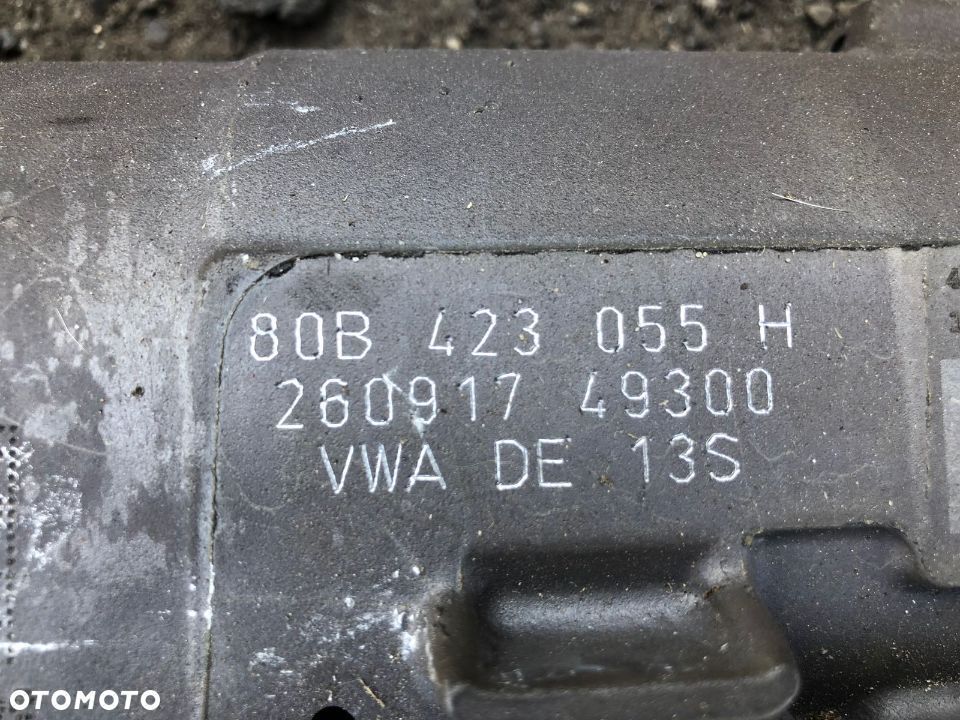 80B 423 055 H
260917 49300
VWA DE 13S
OTOMOTO